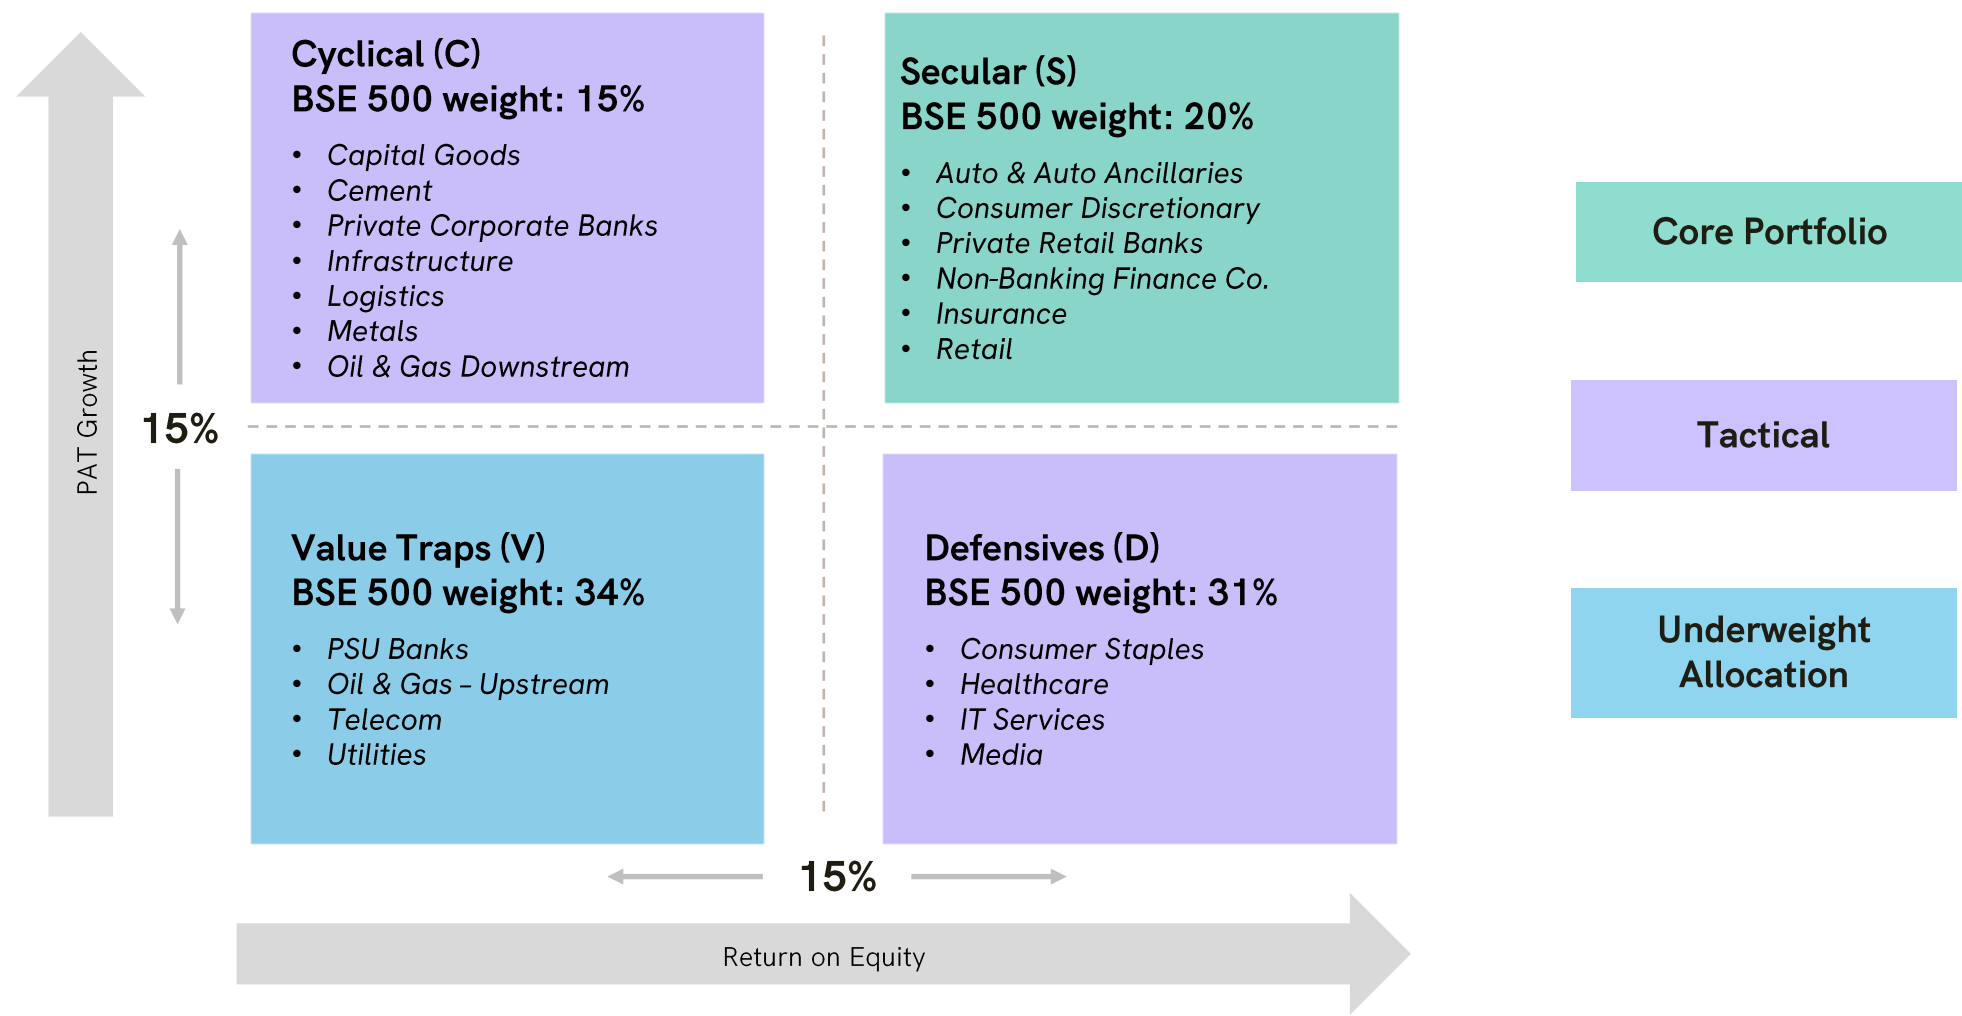 Cyclical (C)
BSE 500 weight: 15%
• Capital Goods
• Cement
• Private Corporate Banks
• Infrastructure
• Logistics
• Metals
• Oil & Gas Downstream
Secular (S)
BSE 500 weight: 20%
• Auto & Auto Ancillaries
• Consumer Discretionary
• Private Retail Banks
• Non-Banking Finance Co.
• Insurance
• Retail
Core Portfolio
Tactical
Underweight
Allocation
PAT Growth
15%
Value Traps (V)
BSE 500 weight: 34%
• PSU Banks
• Oil & Gas – Upstream
• Telecom
• Utilities
Defensives (D)
BSE 500 weight: 31%
• Consumer Staples
• Healthcare
• IT Services
• Media
15%
Return on Equity